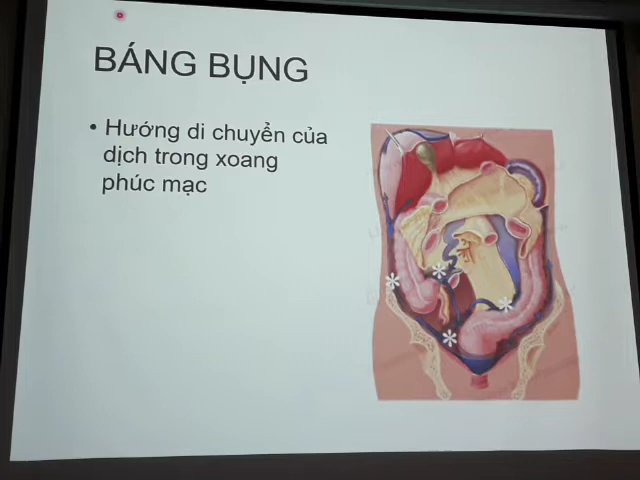 BÁNG BỤNG
• Hướng di chuyển của
dịch trong xoang
phúc mạc